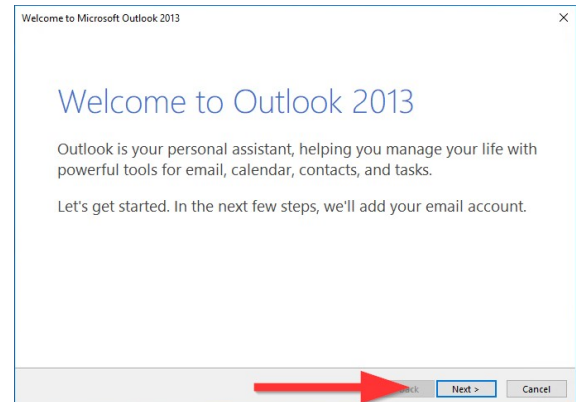 Welcome to Microsoft Outlook 2013
Welcome to Outlook 2013
Outlook is your personal assistant, helping you manage your life with
powerful tools for email, calendar, contacts, and tasks.
Let's get started. In the next few steps, we'll add your email account.
Next > Cancel